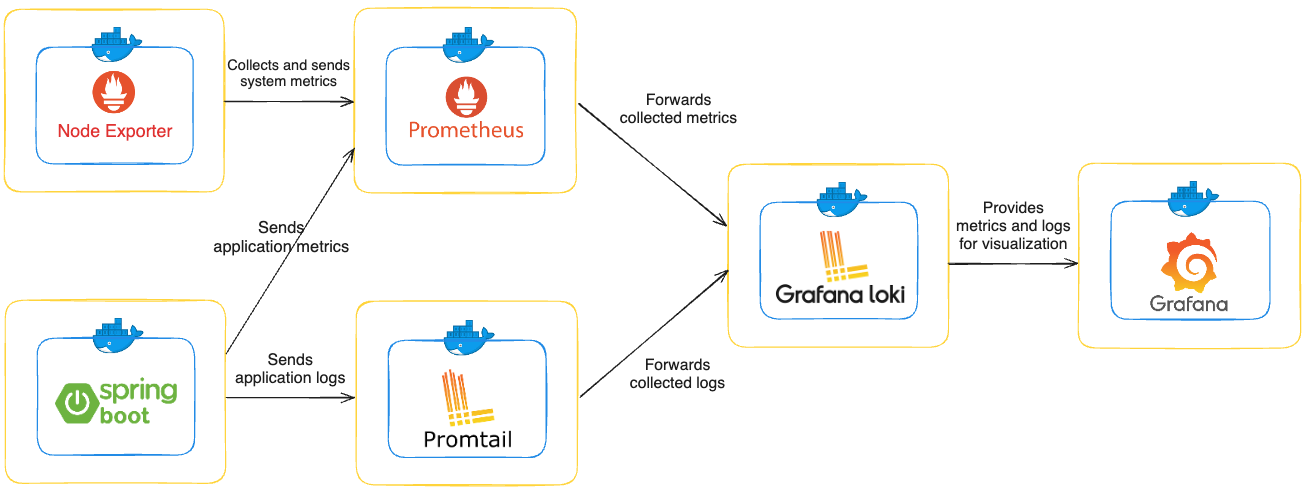 Node Exporter
Collects and sends
system metrics
Prometheus
Forwards
collected metrics
Sends
application metrics
Provides
metrics and logs
for visualization
Grafana loki
Grafana
spring
boot
Sends
application logs
Promtail
Forwards
collected logs